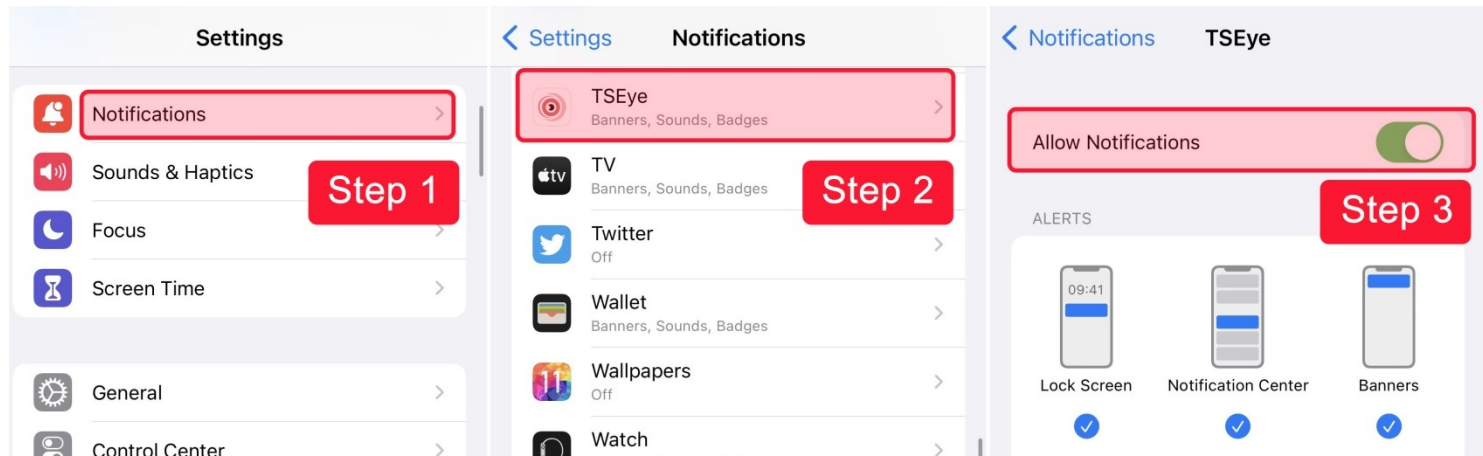 Settings
Notifications
Sounds & Haptics
Step 1
Focus
Screen Time
General
Control Center
Settings
Notifications
TSEye
Banners, Sounds, Badges
TV
Banners, Sounds, Badges
tv
Step 2
Twitter
Off
Wallet
Banners, Sounds, Badges
Wallpapers
Off
11
Watch
Notifications
TSEye
Allow Notifications
Step 3
ALERTS
09:41
Lock Screen
Notification Center
Banners